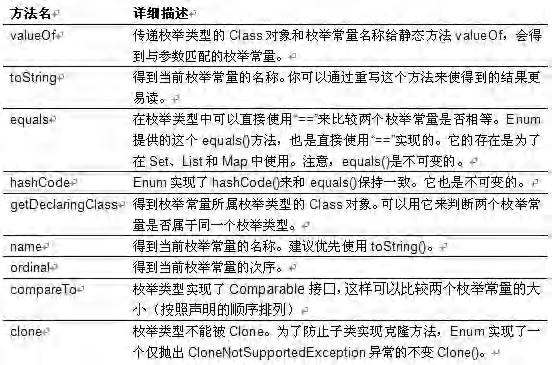 方法名 详细描述
valueOf 传递枚举类型的 Class 对象和枚举常量名称给静态方法 valueOf，会得
到与参数匹配的枚举常量。
toString 得到当前枚举常量的名称。你可以通过重写这个方法来使得到的结果更
易读。
equals 在枚举类型中可以直接使用“==”来比较两个枚举常量是否相等。Enum
提供的这个 equals()方法，也是直接使用“==”实现的。它的存在是为了
在 Set、List 和 Map 中使用。注意，equals()是不可变的。
hashCode Enum 实现了 hashCode()来和 equals()保持一致。它也是不可变的。
getDeclaringClass 得到枚举常量所属枚举类型的 Class 对象。可以用它来判断两个枚举常
量是否属于同一个枚举类型。
name 得到当前枚举常量的名称。建议优先使用 toString()。
ordinal 得到当前枚举常量的次序。
compareTo 枚举类型实现了 Comparable 接口，这样可以比较两个枚举常量的大
小（按照声明的顺序排列）
clone 枚举类型不能被 Clone。为了防止子类实现克隆方法，Enum 实现了一
个仅抛出 CloneNotSupportedException 异常的不变 Clone()。